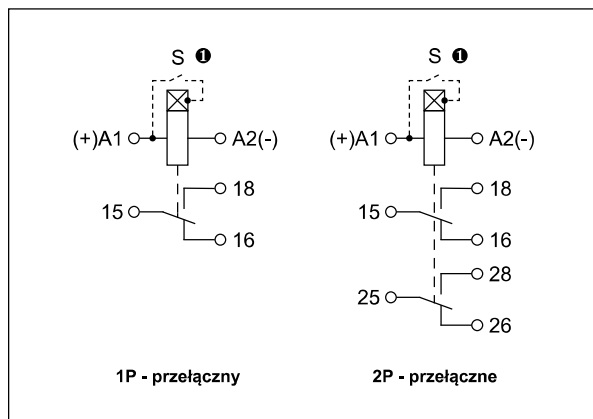 S ❶
(+)A1
A2(-)
18
15
16
1P - przełączny
S ❶
(+)A1
A2(-)
18
15
16
28
25
26
2P - przełączne